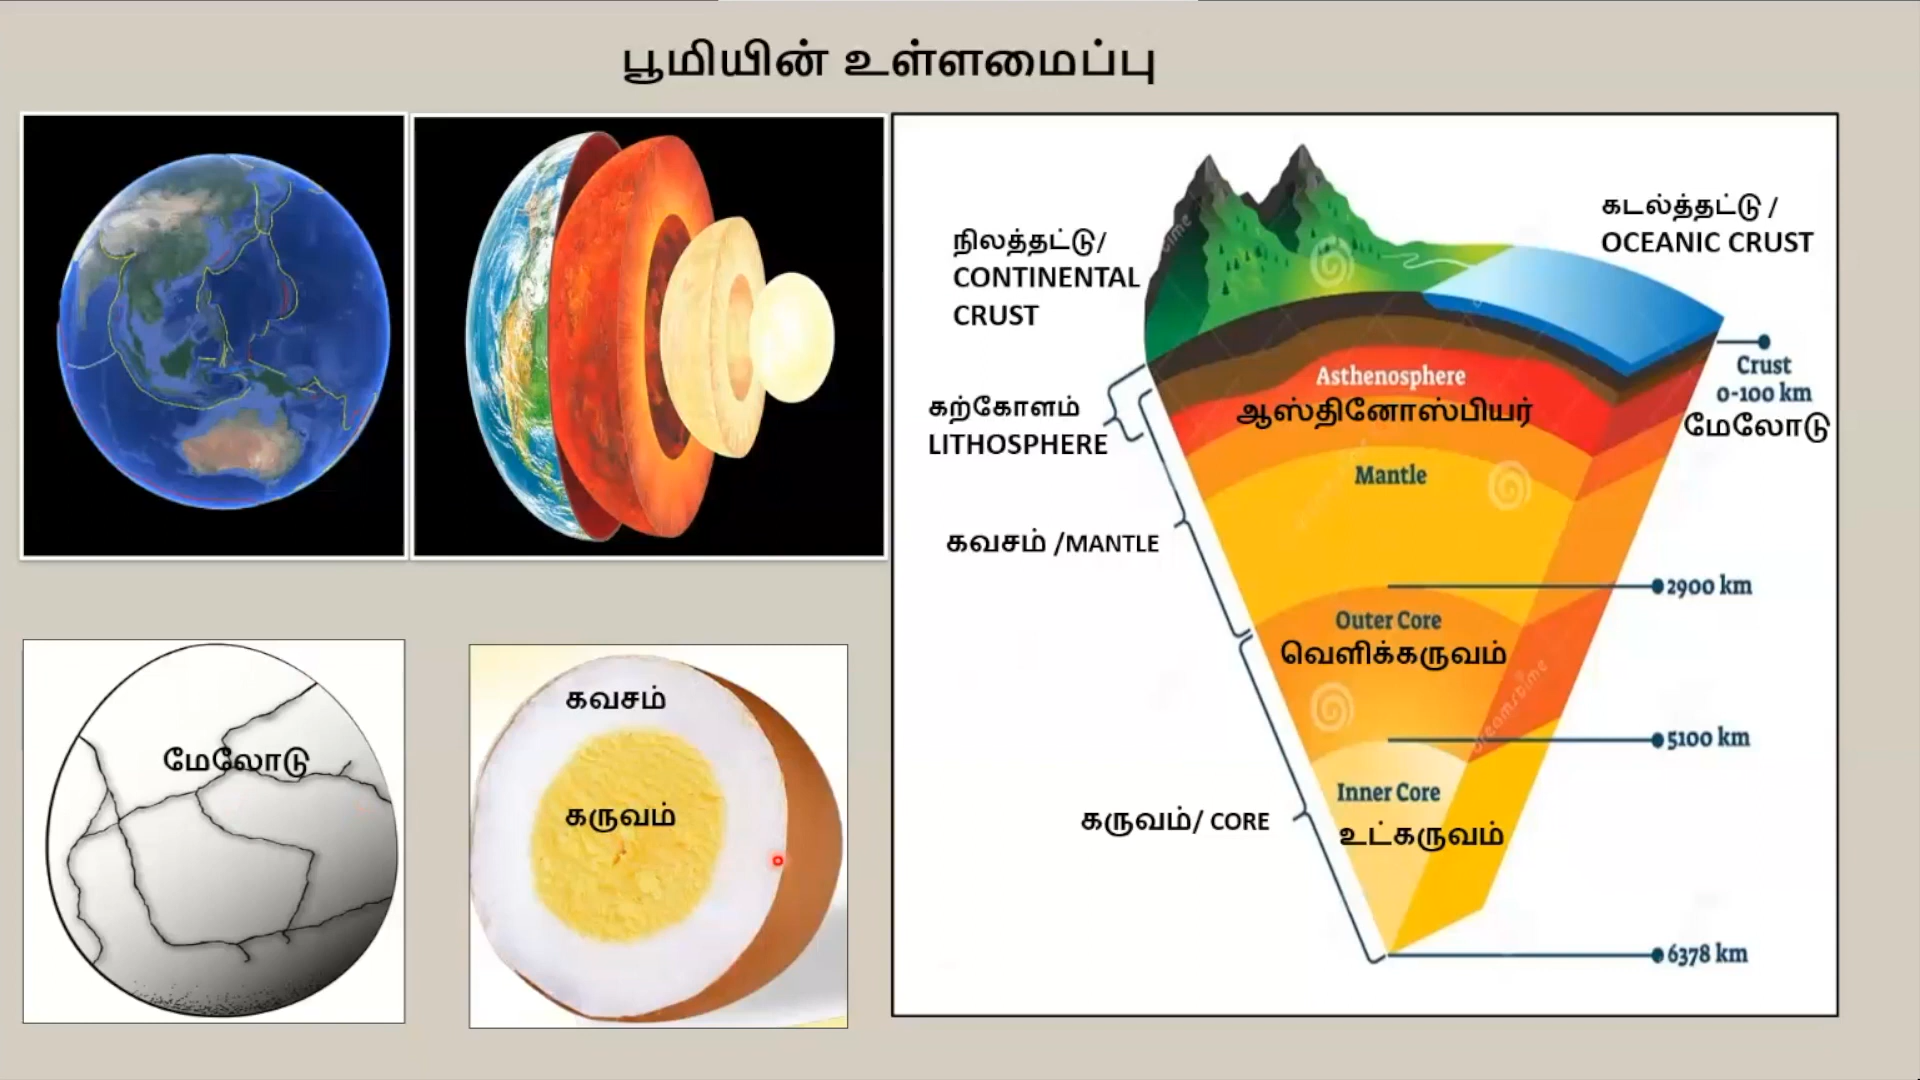 பூமியின் உள்ளமைப்பு
நிலத்தட்டு/
CONTINENTAL
CRUST
கடல்த்தட்டு /
OCEANIC CRUST
Crust
0-100 km
மேலோடு
Asthenosphere
ஆஸ்தினோஸ்பியர்
கற்கோளம்
LITHOSPHERE
Mantle
கவசம் /MANTLE
2900 km
Outer Core
வெளிக்கருவம்
5100 km
Inner Core
உட்கருவம்
கருவம்/ CORE
6378 km
மேலோடு
கவசம்
கருவம்
dreamstime